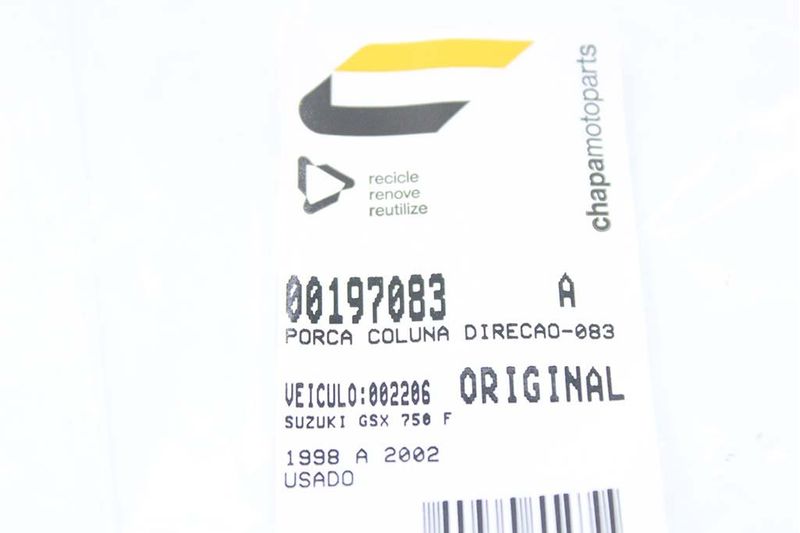 chapamotoparts
recicle
renove
reutilize
00197083 A
PORCA COLUNA DIRECAO-083
VEICULO:002206 ORIGINAL
SUZUKI GSX 750 F
1998 A 2002
USADO